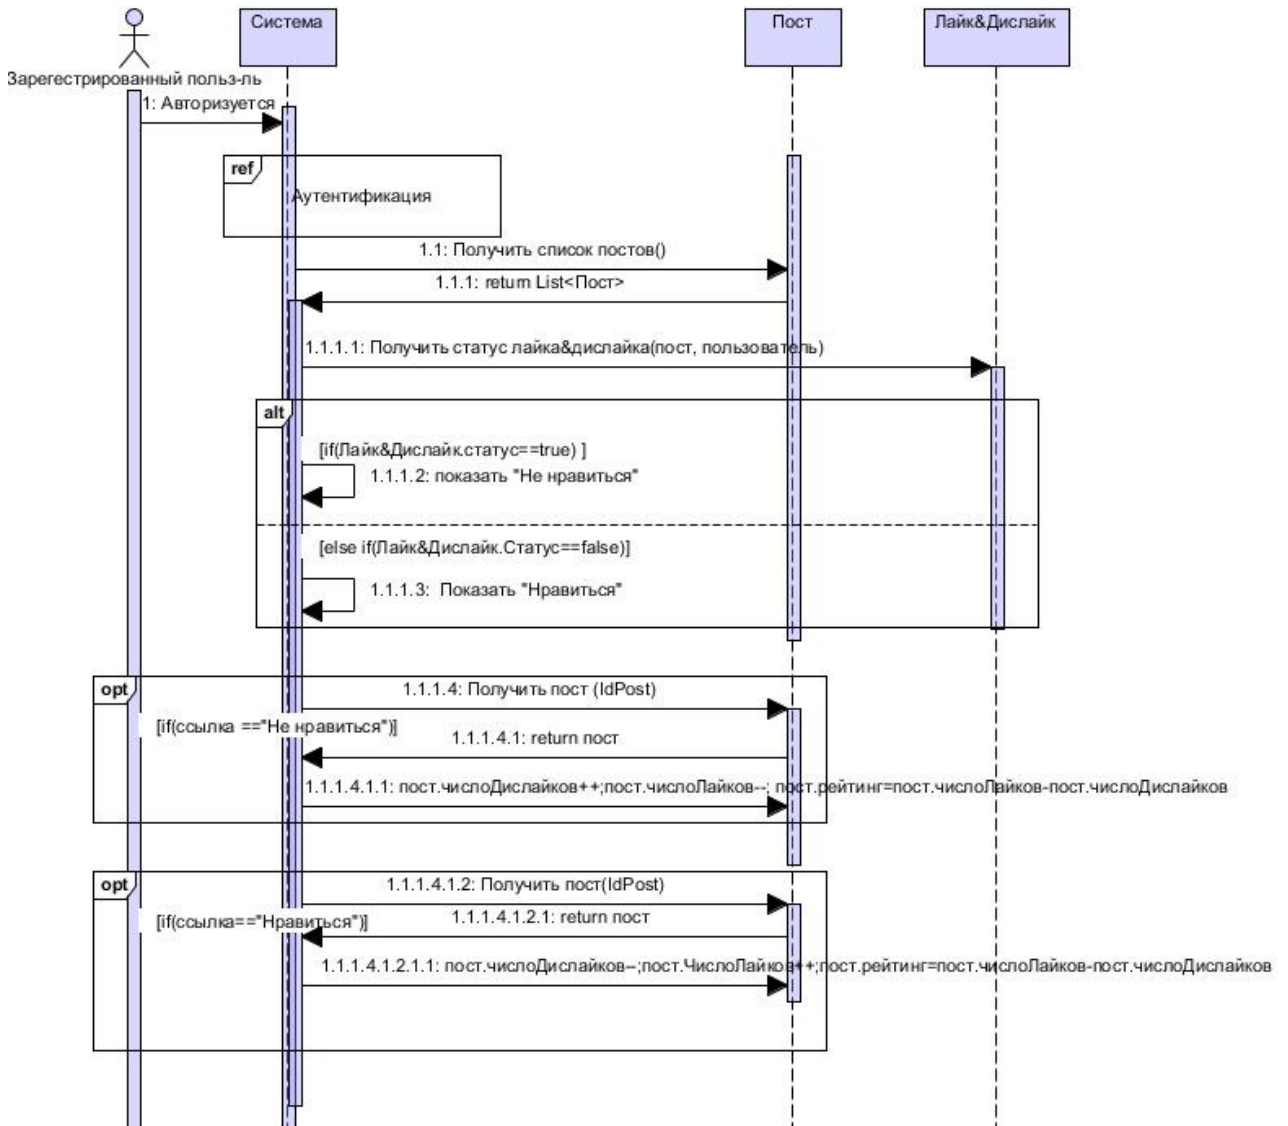 Система
Пост
Лайк&Дислайк
Зарегестрированный польз-ль
1: Авторизуется
ref
Аутентификация
1.1: Получить список постов()
1.1.1: return List<Пост>
1.1.1.1: Получить статус лайка&дислайка(пост, пользователь)
alt
[if(Лайк&Дислайк.статус==true) ]
1.1.1.2: показать "Не нравиться"
[else if(Лайк&Дислайк.Статус==false)]
1.1.1.3: Показать "Нравиться"
opt
1.1.1.4: Получить пост (IdPost)
[if(ссылка =="Не нравиться")]
1.1.1.4.1: return пост
1.1.1.4.1.1: пост.числоДислайков++;пост.числоЛайков--; пост.рейтинг=пост.числоЛайков-пост.числоДислайков
opt
1.1.1.4.1.2: Получить пост(IdPost)
[if(ссылка=="Нравиться")]
1.1.1.4.1.2.1: return пост
1.1.1.4.1.2.1.1: пост.числоДислайков--;пост.ЧислоЛайков++;пост.рейтинг=пост.числоЛайков-пост.числоДислайков